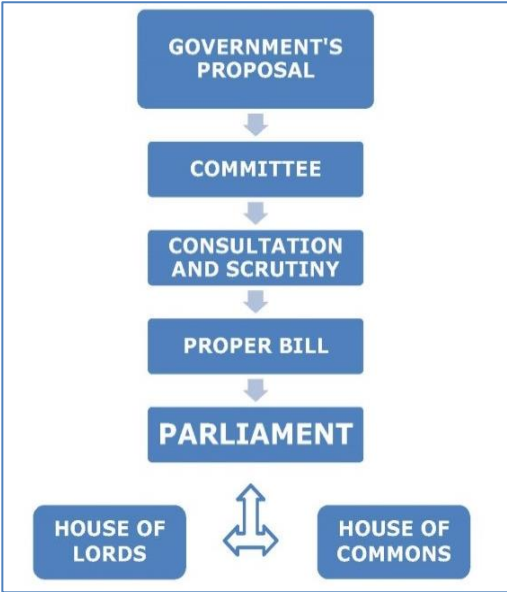 GOVERNMENT'S
PROPOSAL
COMMITTEE
CONSULTATION
AND SCRUTINY
PROPER BILL
PARLIAMENT
HOUSE OF
LORDS
HOUSE OF
COMMONS